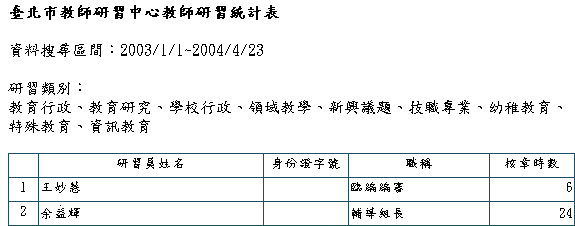 臺北市教師研習中心教師研習統計表
資料搜尋區間：2003/1/1~2004/4/23
研習類別：
教育行政、教育研究、學校行政、領域教學、新興議題、技職專業、幼稚教育、
特殊教育、資訊教育
研習員姓名 身份證字號 職稱 核章時數
1 王妙慈 臨編編審 6
2 余益輝 輔導組長 24